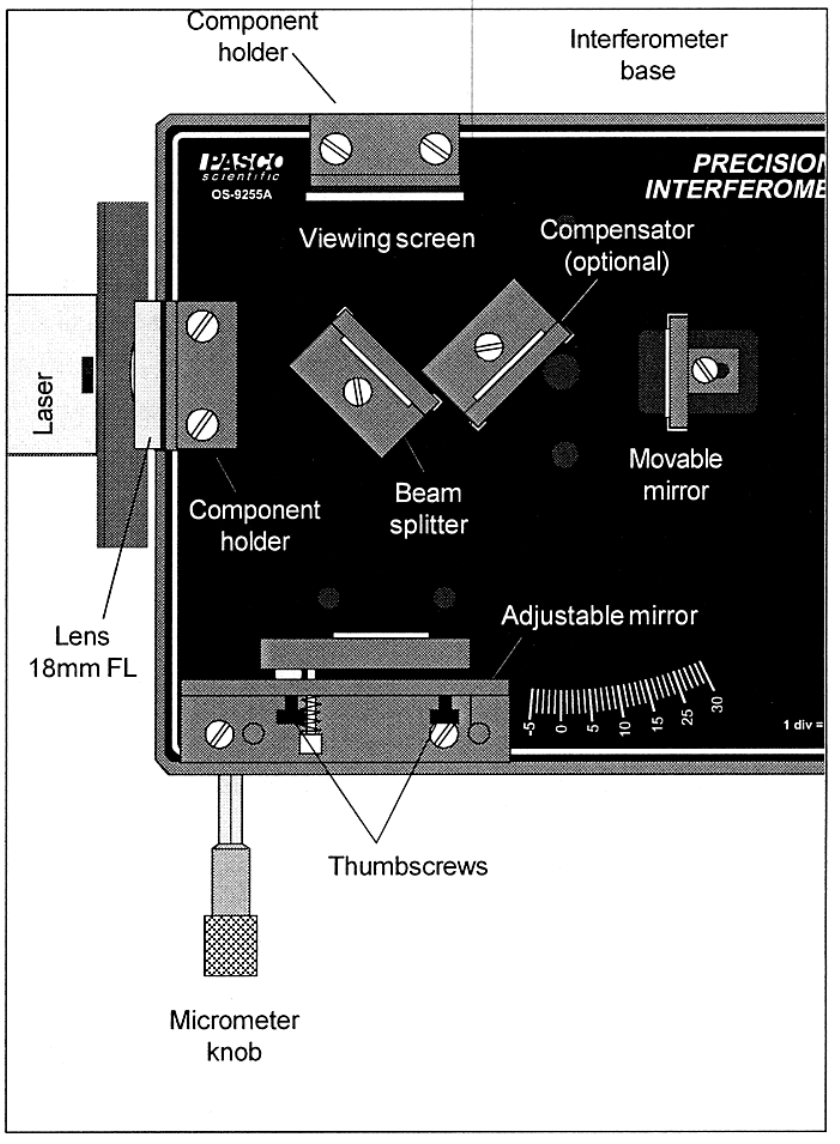 Component
holder
Interferometer
base
PASCO
scientific
OS-9255A
PRECISION
INTERFEROME
Viewing screen
Compensator
(optional)
Laser
Component
holder
Beam
splitter
Movable
mirror
Lens
18mm FL
Adjustable mirror
-5
0
5
10
15
25
30
1 div =
Thumbscrews
Micrometer
knob